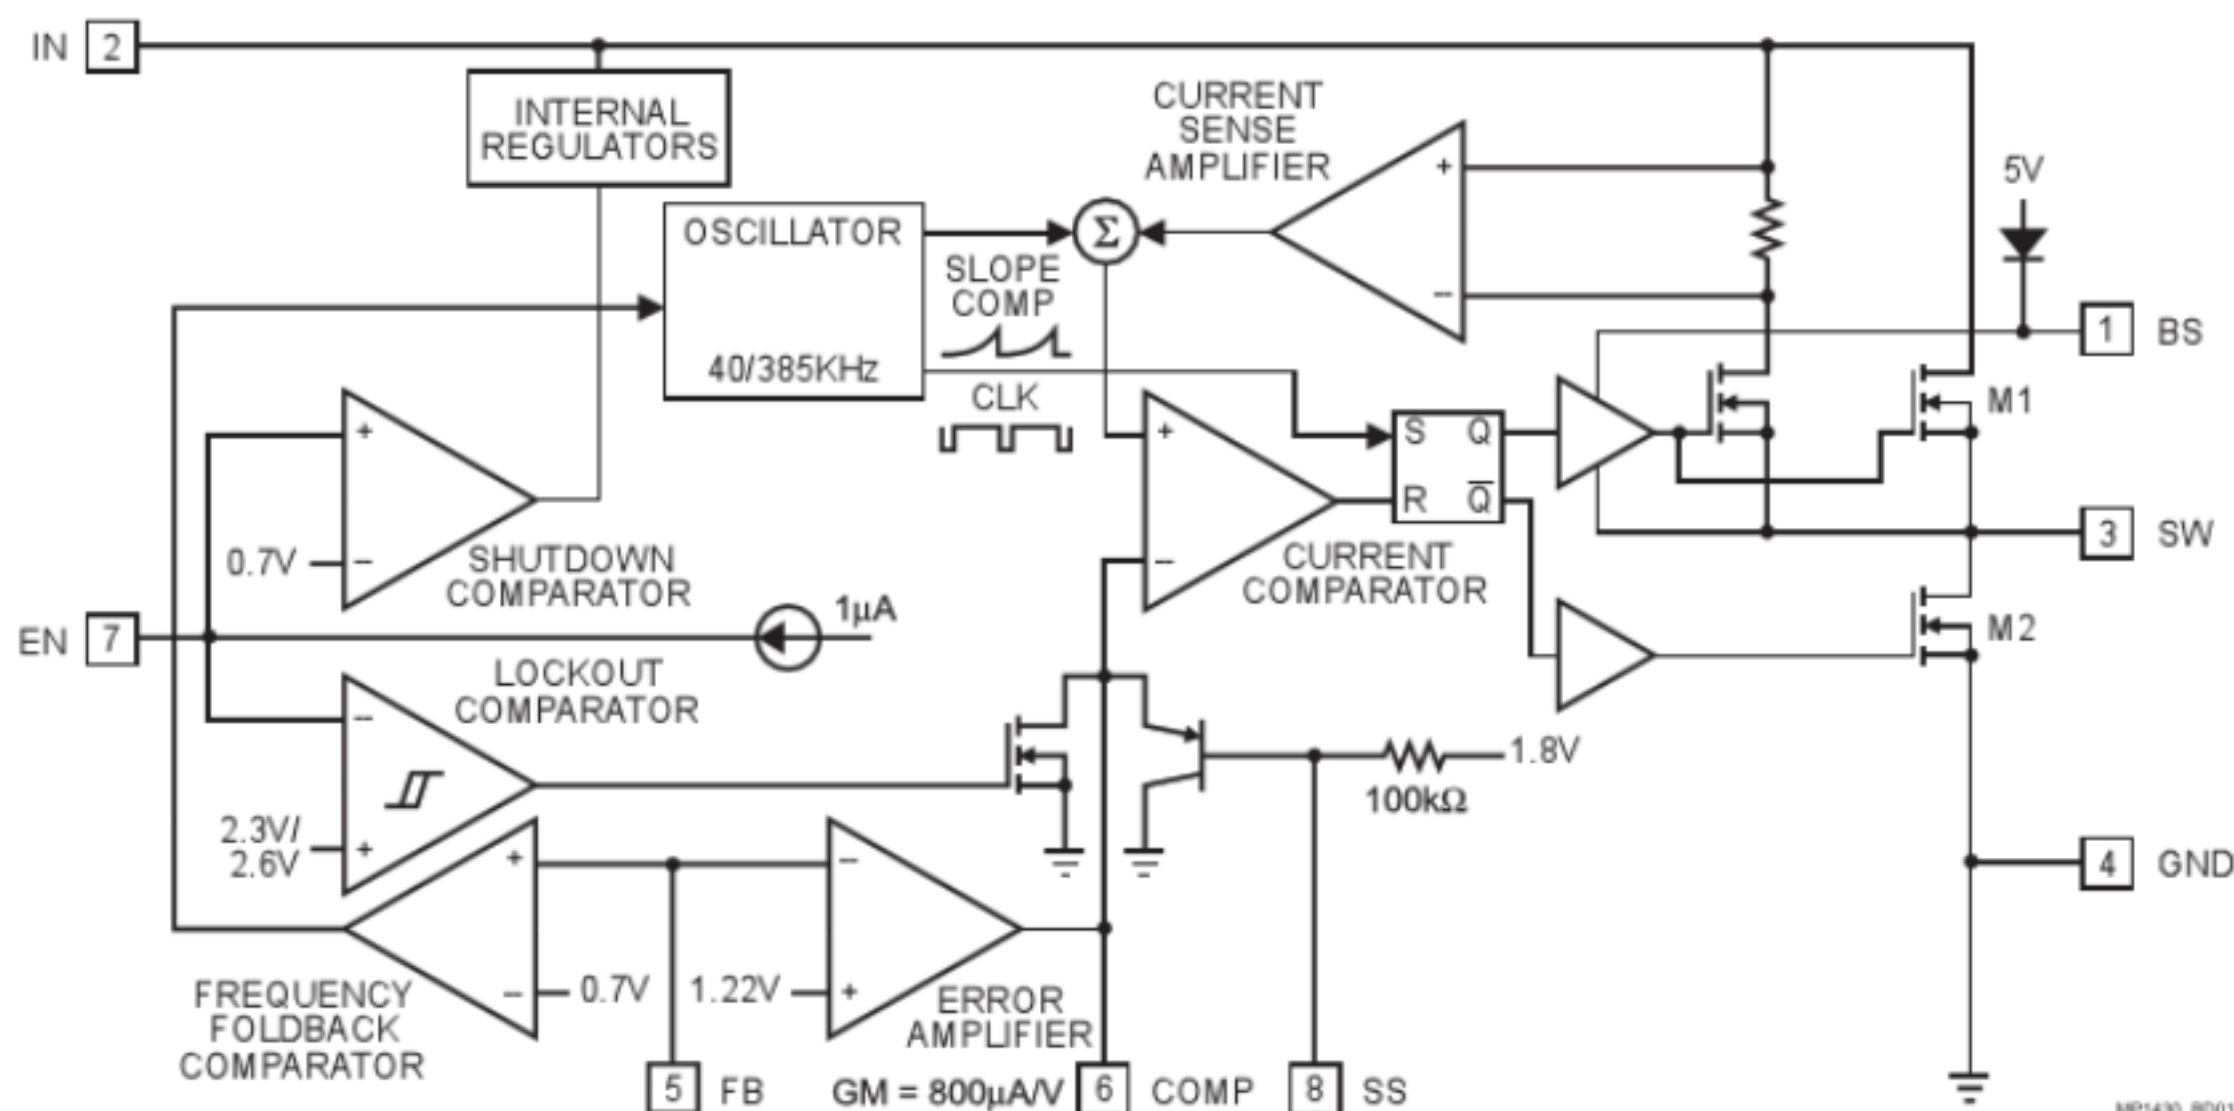 IN 2
INTERNAL
REGULATORS
CURRENT
SENSE
AMPLIFIER
+
–
5V
OSCILLATOR
40/385KHz
Σ
SLOPE
COMP
CLK
1 BS
M1
+
–
0.7V
SHUTDOWN
COMPARATOR
+
–
CURRENT
COMPARATOR
S Q
R Q̅
3 SW
M2
EN 7
1µA
LOCKOUT
COMPARATOR
–
+
2.3V/
2.6V
1.8V
100kΩ
4 GND
+
–
0.7V
FREQUENCY
FOLDBACK
COMPARATOR
–
+
1.22V
ERROR
AMPLIFIER
5 FB
GM = 800µA/V
6 COMP
8 SS